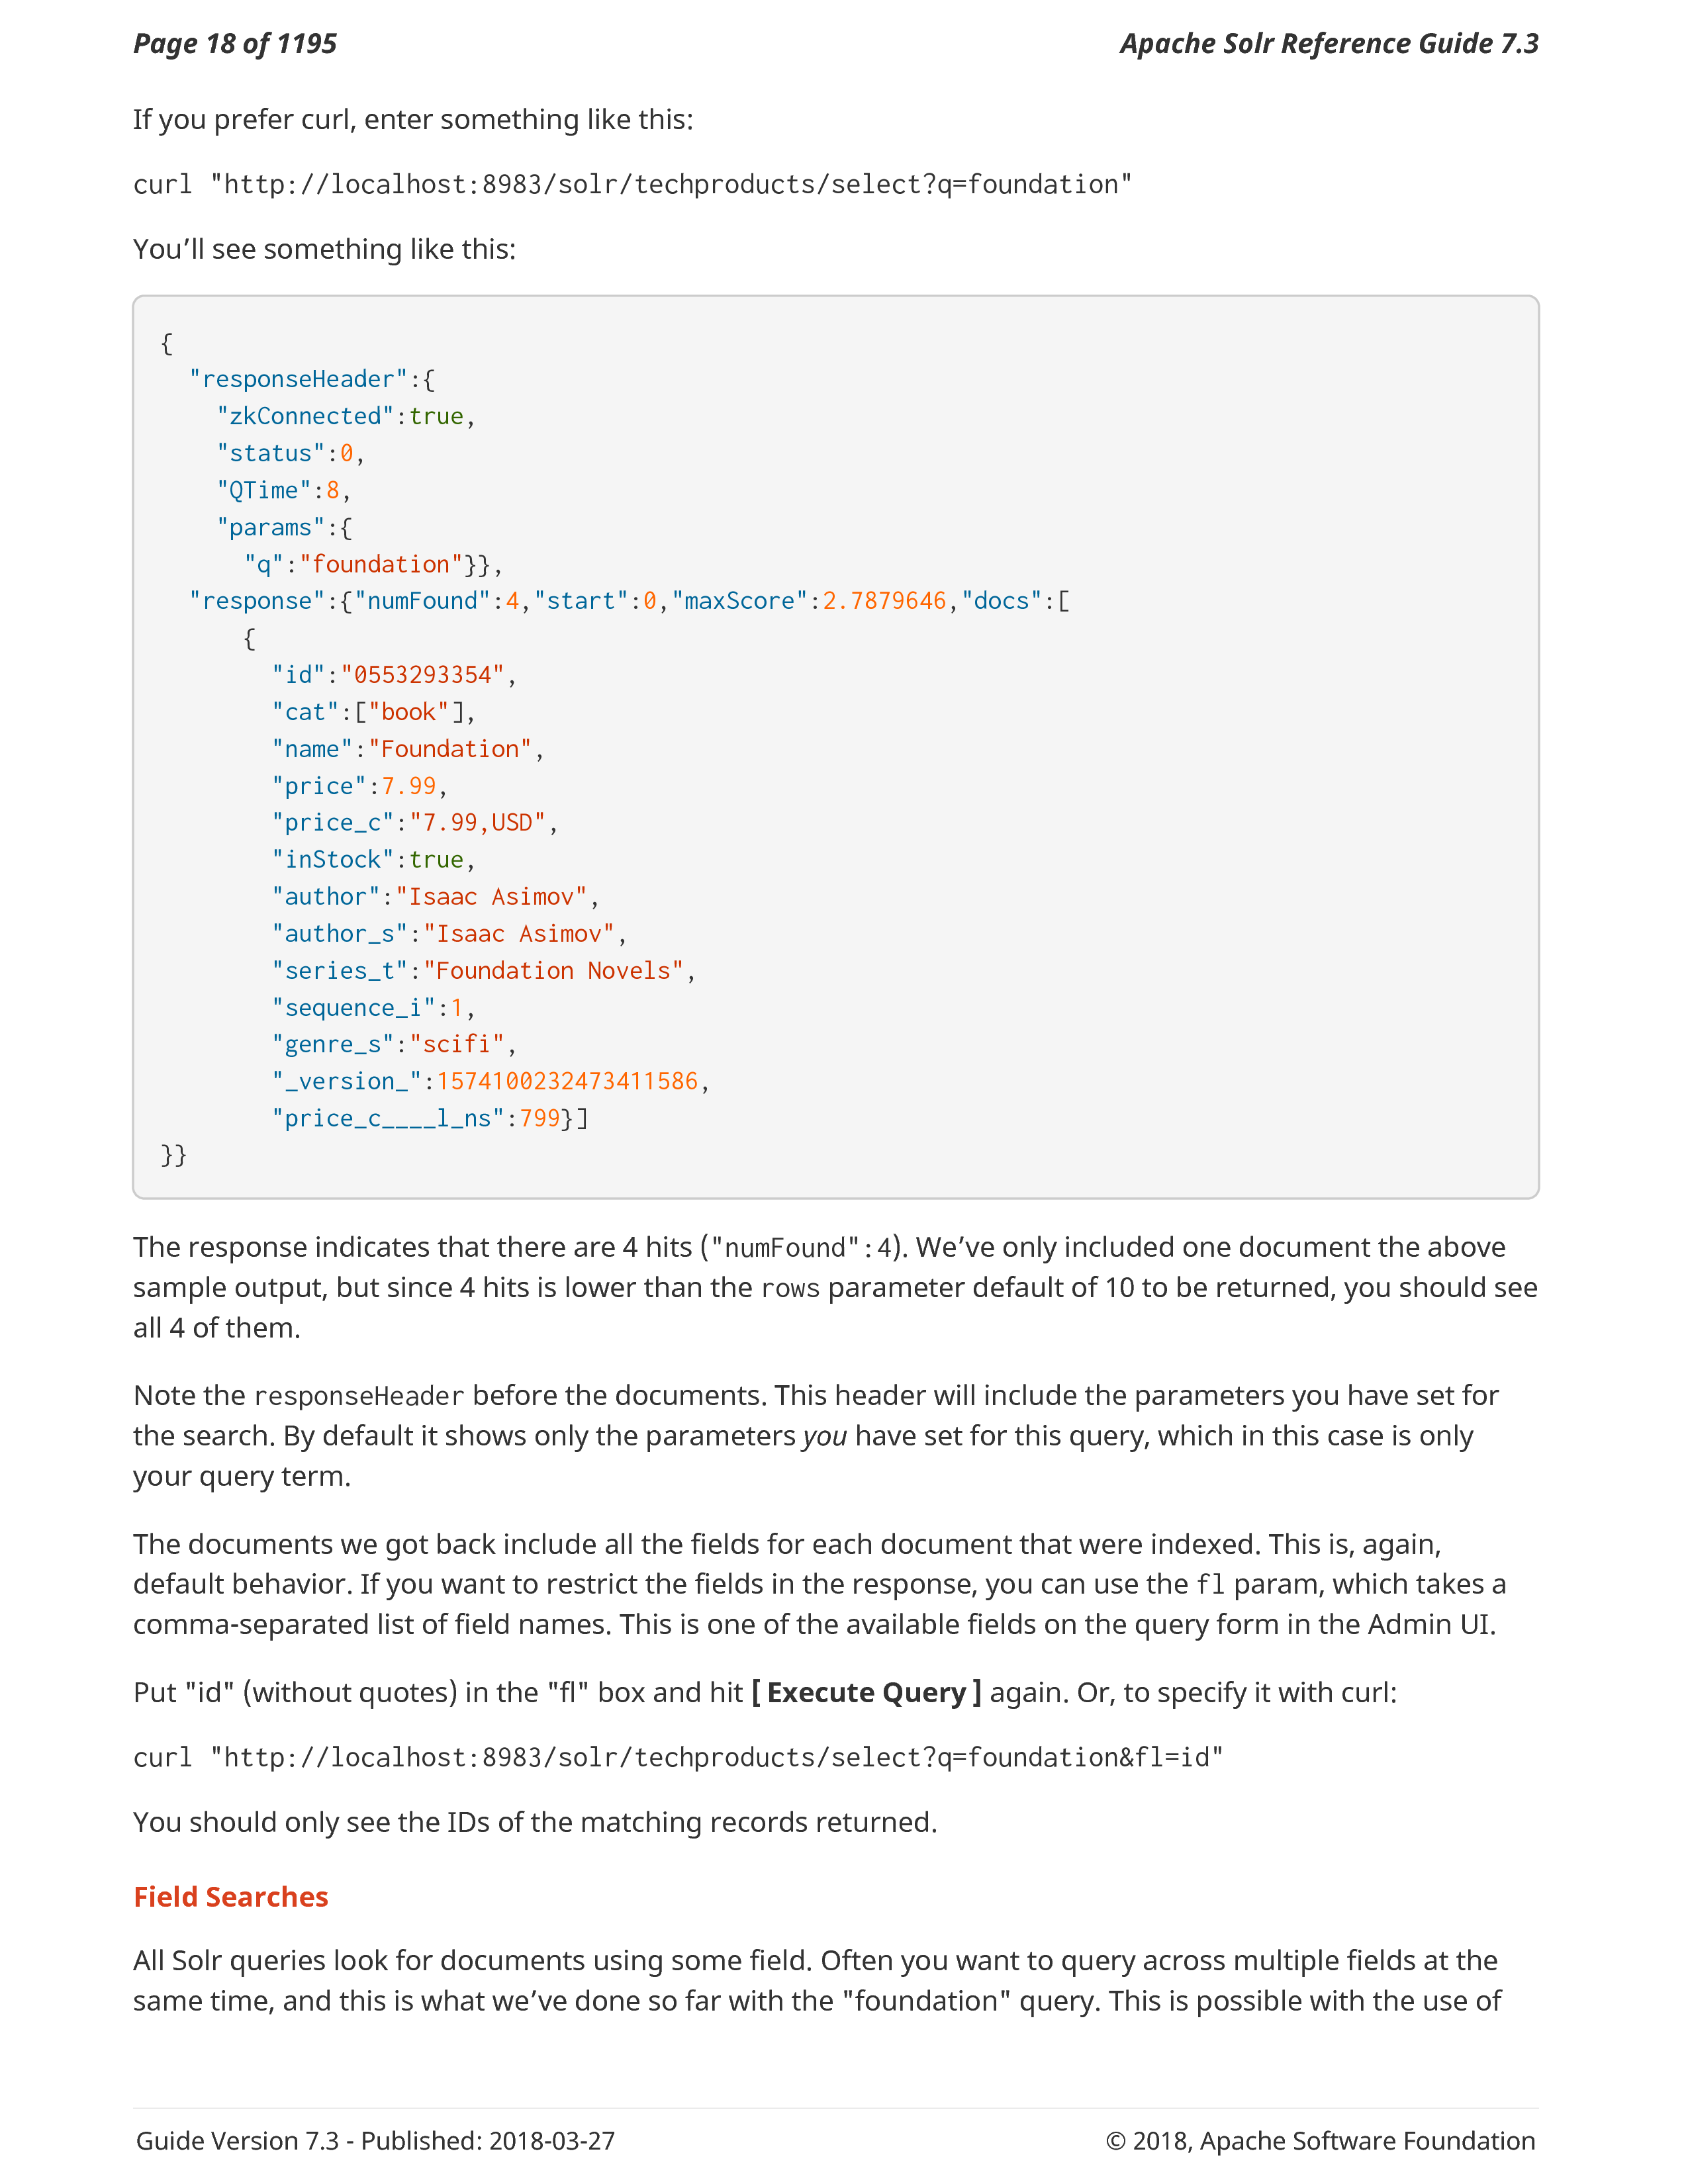 Page 18 of 1195
Apache Solr Reference Guide 7.3
If you prefer curl, enter something like this:
curl "http://localhost:8983/solr/techproducts/select?q=foundation"
You’ll see something like this:
{
  "responseHeader":{
    "zkConnected":true,
    "status":0,
    "QTime":8,
    "params":{
      "q":"foundation"}},
  "response":{"numFound":4,"start":0,"maxScore":2.7879646,"docs":[
      {
        "id":"0553293354",
        "cat":["book"],
        "name":"Foundation",
        "price":7.99,
        "price_c":"7.99,USD",
        "inStock":true,
        "author":"Isaac Asimov",
        "author_s":"Isaac Asimov",
        "series_t":"Foundation Novels",
        "sequence_i":1,
        "genre_s":"scifi",
        "_version_":1574100232473411586,
        "price_c____l_ns":799}]
}}
The response indicates that there are 4 hits ("numFound":4). We’ve only included one document the above
sample output, but since 4 hits is lower than the rows parameter default of 10 to be returned, you should see
all 4 of them.
Note the responseHeader before the documents. This header will include the parameters you have set for
the search. By default it shows only the parameters you have set for this query, which in this case is only
your query term.
The documents we got back include all the fields for each document that were indexed. This is, again,
default behavior. If you want to restrict the fields in the response, you can use the fl param, which takes a
comma-separated list of field names. This is one of the available fields on the query form in the Admin UI.
Put "id" (without quotes) in the "fl" box and hit [ Execute Query ] again. Or, to specify it with curl:
curl "http://localhost:8983/solr/techproducts/select?q=foundation&fl=id"
You should only see the IDs of the matching records returned.
Field Searches
All Solr queries look for documents using some field. Often you want to query across multiple fields at the
same time, and this is what we’ve done so far with the "foundation" query. This is possible with the use of
Guide Version 7.3 - Published: 2018-03-27
© 2018, Apache Software Foundation